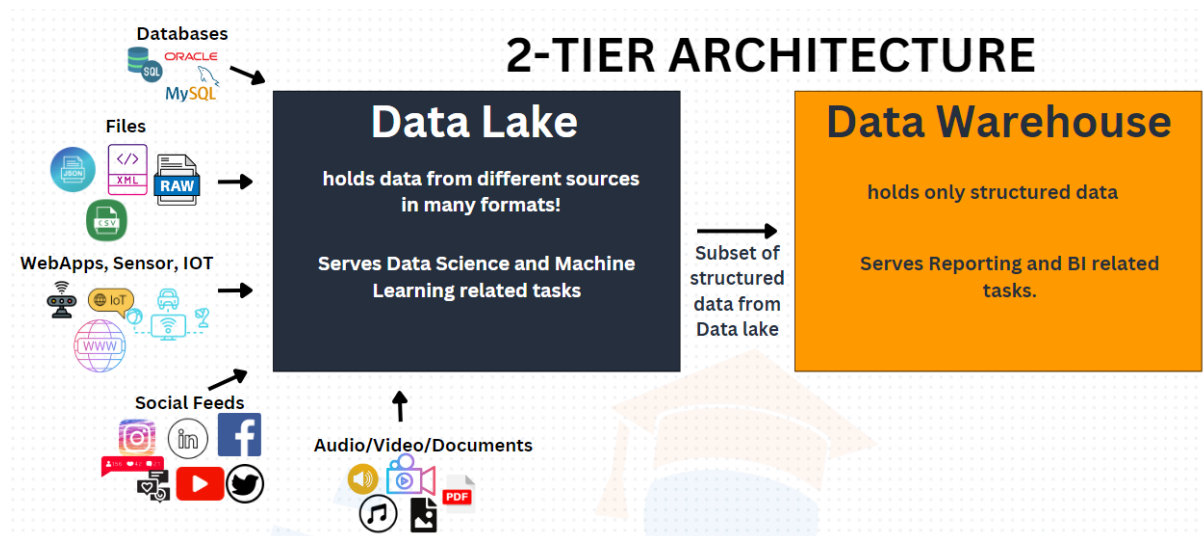 Databases
ORACLE
SQL
MySQL
2-TIER ARCHITECTURE
Files
JSON
</>
XML
RAW
CSV
WebApps, Sensor, IOT
IoT
WWW
Social Feeds
in
f
Data Lake
holds data from different sources
in many formats!
Serves Data Science and Machine
Learning related tasks
Subset of
structured
data from
Data lake
Data Warehouse
holds only structured data
Serves Reporting and BI related
tasks.
Audio/Video/Documents
PDF